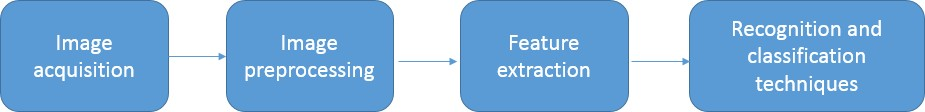 Image
acquisition
Image
preprocessing
Feature
extraction
Recognition and
classification
techniques